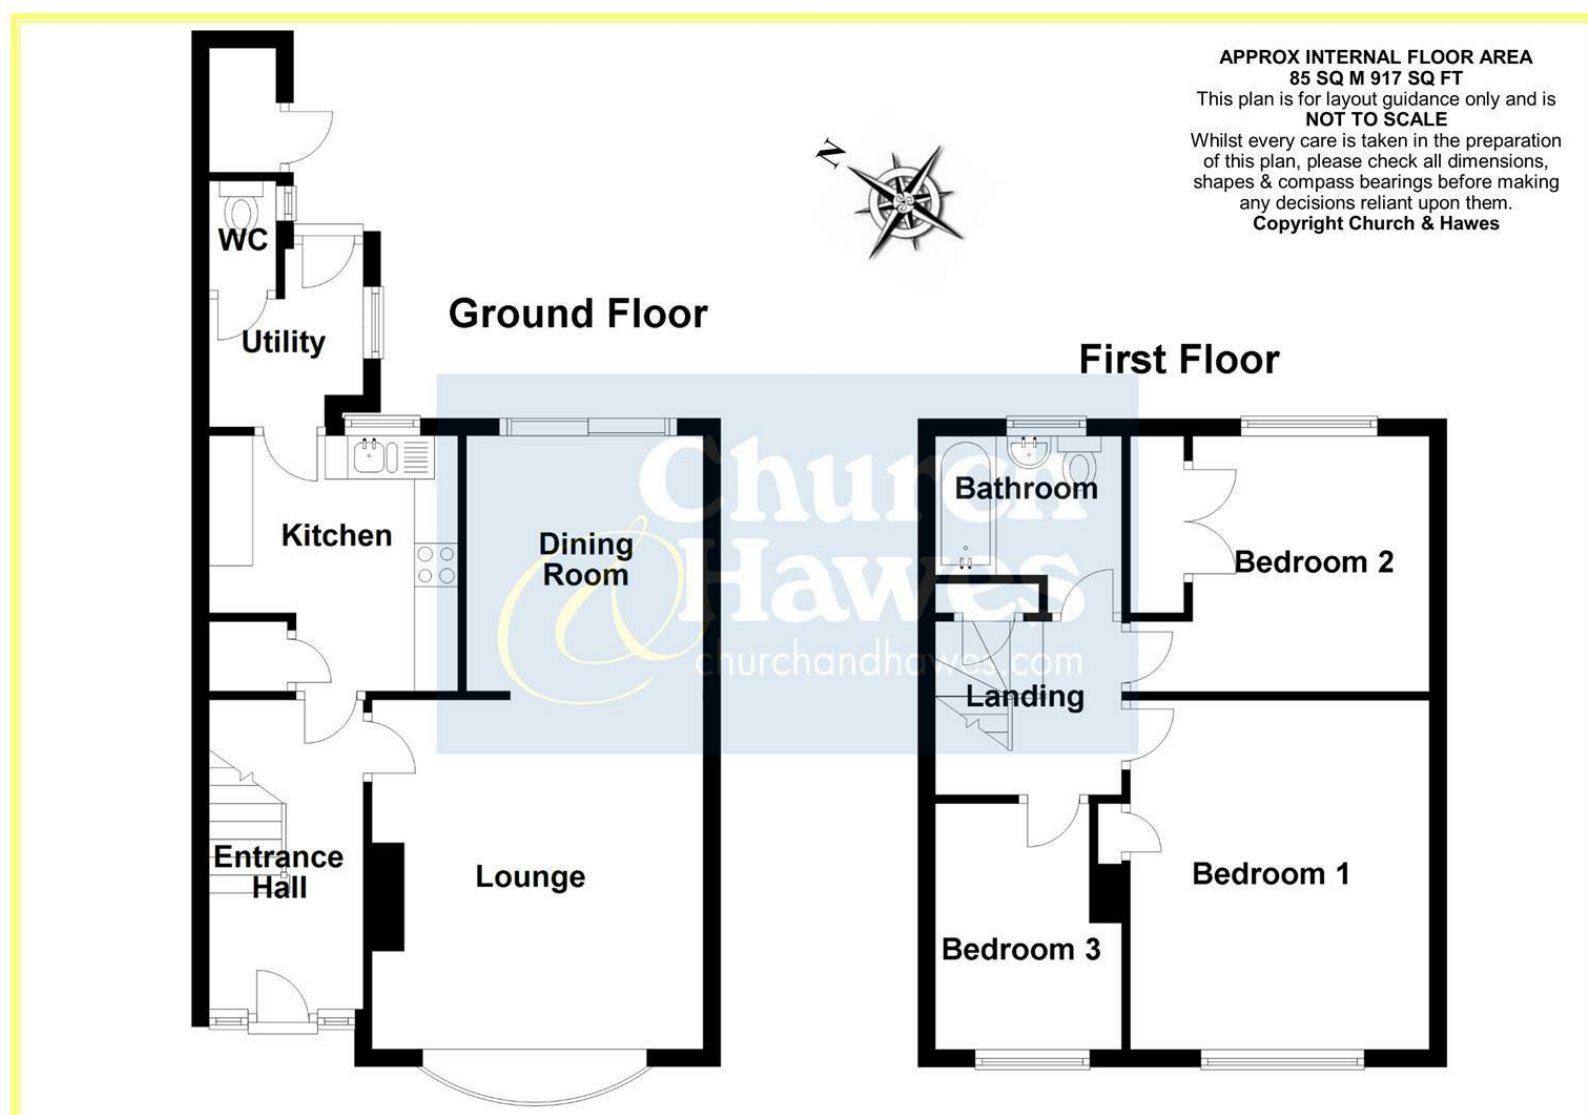 APPROX INTERNAL FLOOR AREA
85 SQ M 917 SQ FT
This plan is for layout guidance only and is
NOT TO SCALE
Whilst every care is taken in the preparation
of this plan, please check all dimensions,
shapes & compass bearings before making
any decisions reliant upon them.
Copyright Church & Hawes
N
Ground Floor
WC
Utility
Kitchen
Dining
Room
Entrance
Hall
Lounge
First Floor
Bathroom
Bedroom 2
Landing
Bedroom 1
Bedroom 3
Church
& Hawes
churchandhawes.com